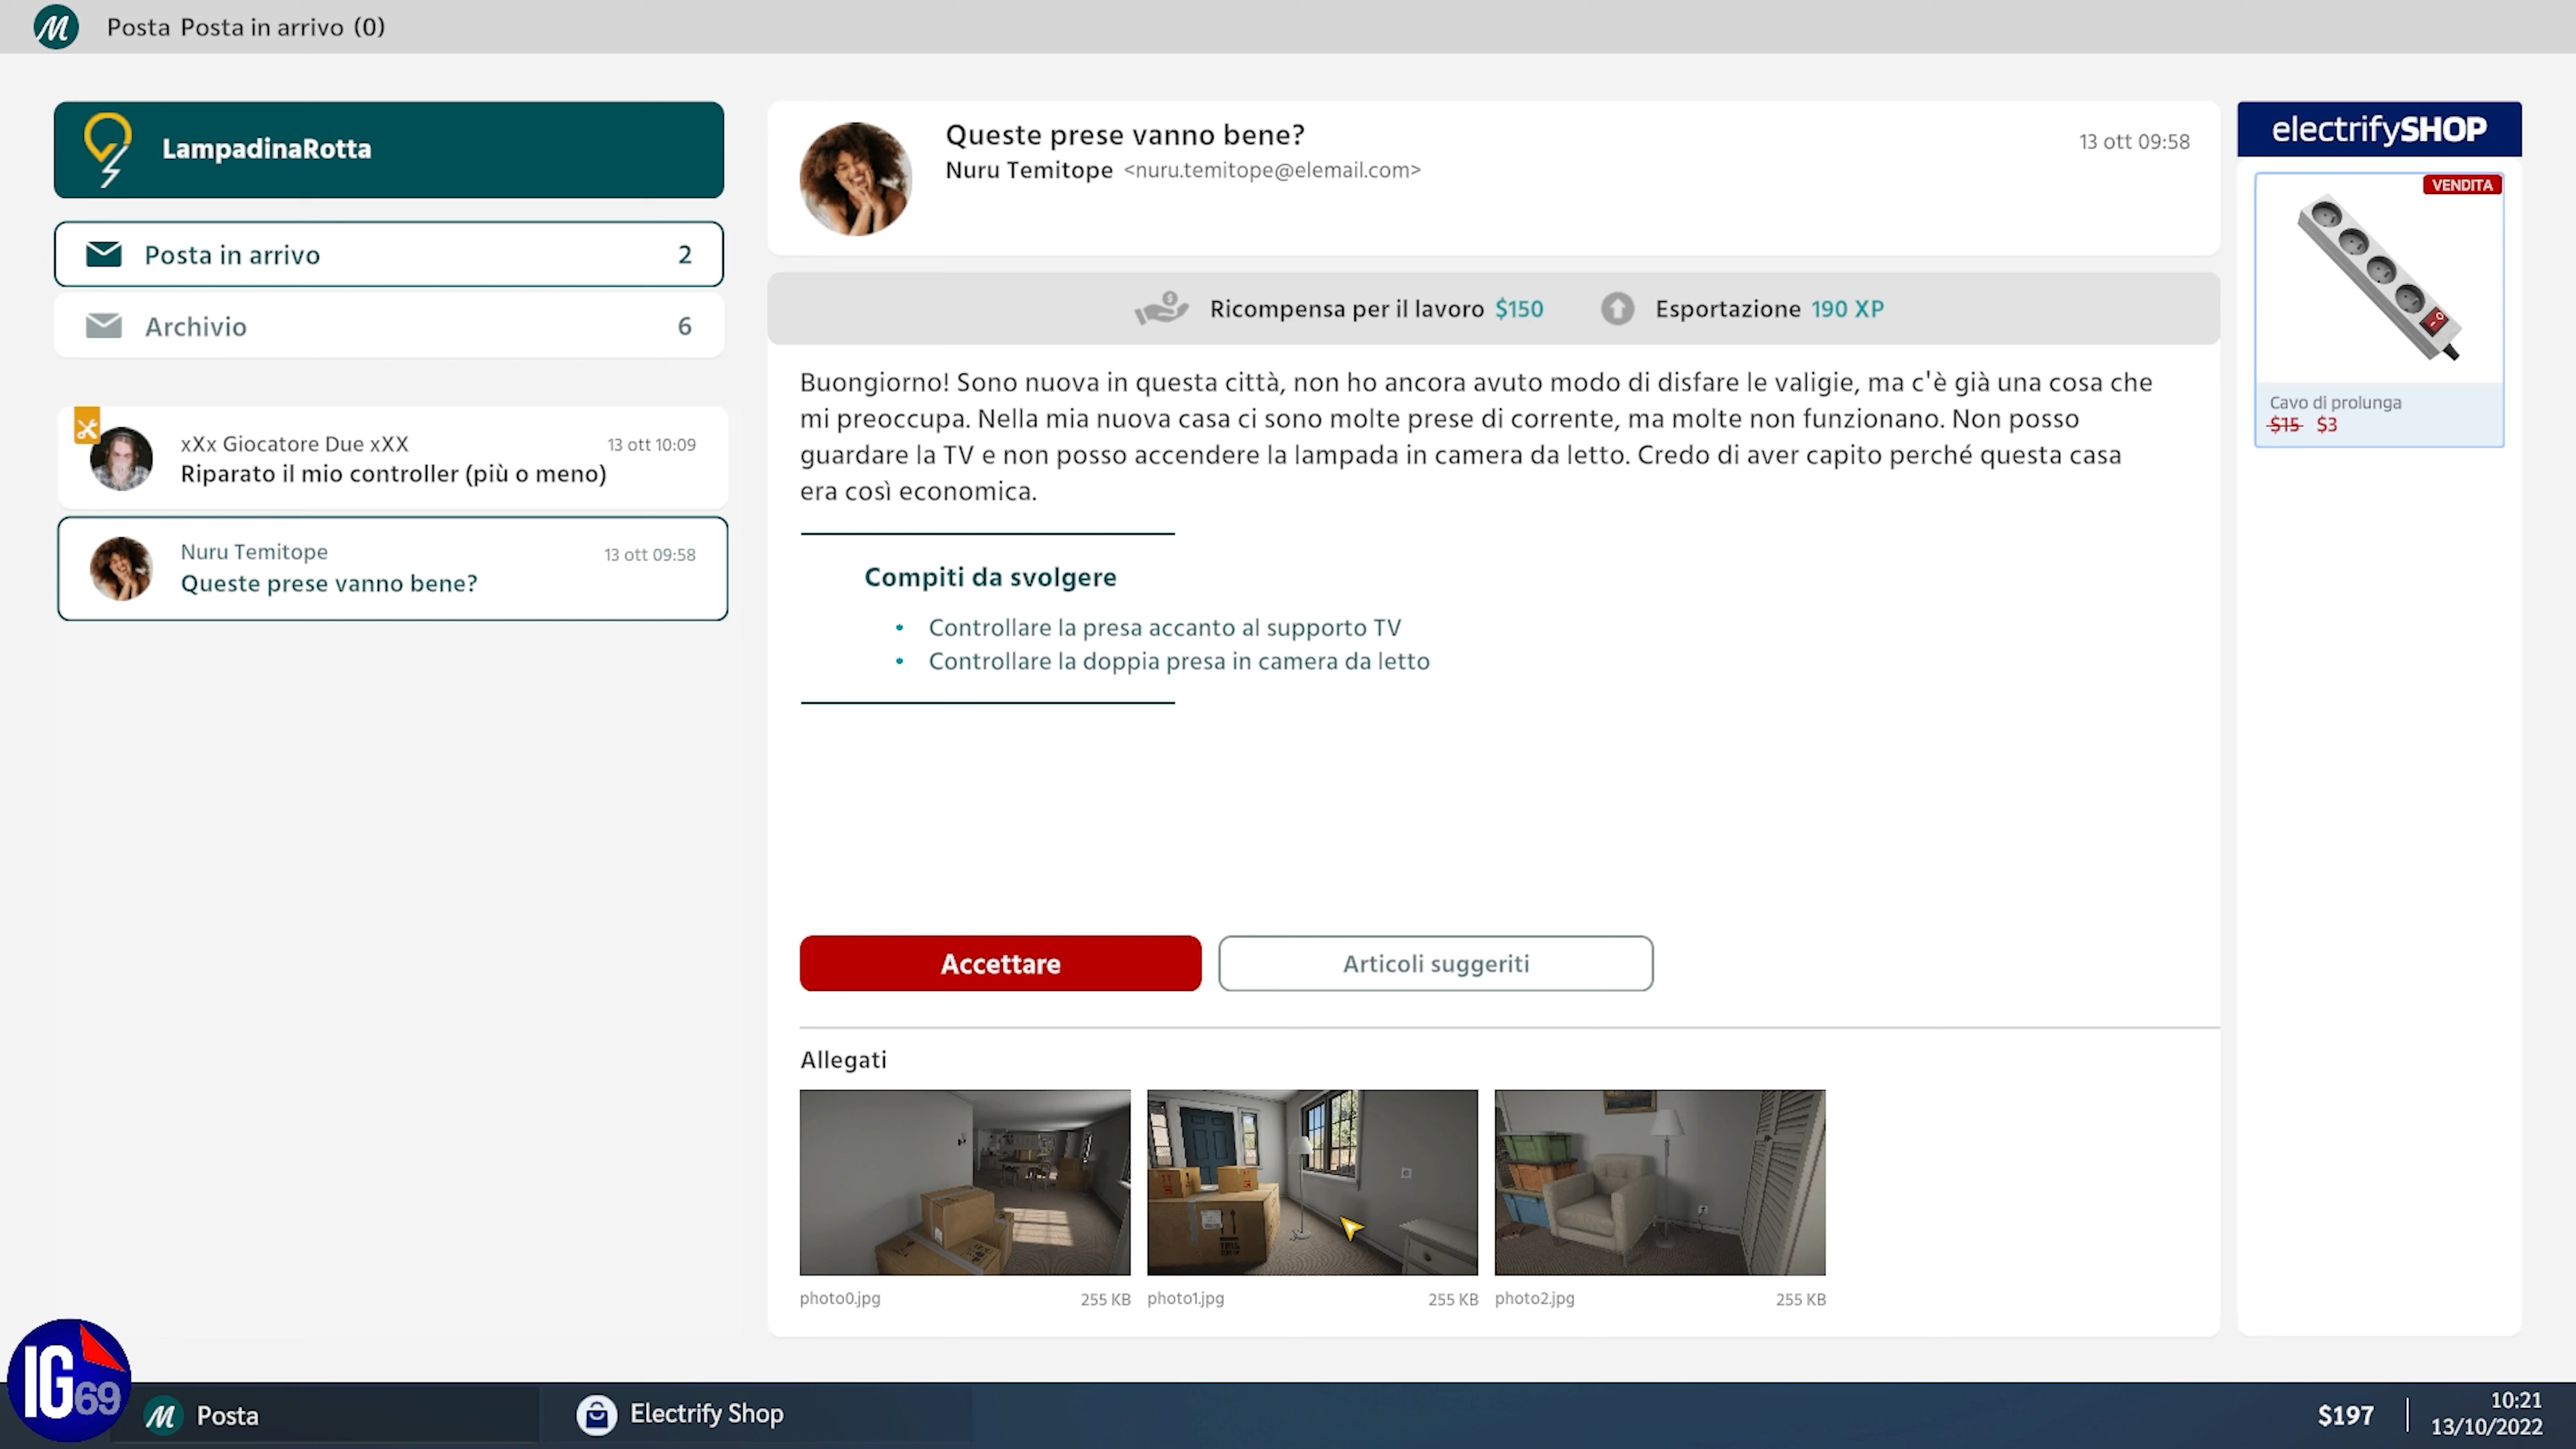 Posta Posta in arrivo (0)
LampadinaRotta
Posta in arrivo 2
Archivio 6
xXx Giocatore Due xXX 13 ott 10:09
Riparato il mio controller (più o meno)
Nuru Temitope 13 ott 09:58
Queste prese vanno bene?
Queste prese vanno bene? 13 ott 09:58
Nuru Temitope <nuru.temitope@elemail.com>
Ricompensa per il lavoro $150 Esportazione 190 XP
Buongiorno! Sono nuova in questa città, non ho ancora avuto modo di disfare le valigie, ma c'è già una cosa che
mi preoccupa. Nella mia nuova casa ci sono molte prese di corrente, ma molte non funzionano. Non posso
guardare la TV e non posso accendere la lampada in camera da letto. Credo di aver capito perché questa casa
era così economica.
Compiti da svolgere
• Controllare la presa accanto al supporto TV
• Controllare la doppia presa in camera da letto
Accettare Articoli suggeriti
Allegati
photo0.jpg 255 KB photo1.jpg 255 KB photo2.jpg 255 KB
electrifySHOP
VENDITA
Cavo di prolunga
$15 $3
IG69
Posta Electrify Shop $197 10:21
13/10/2022